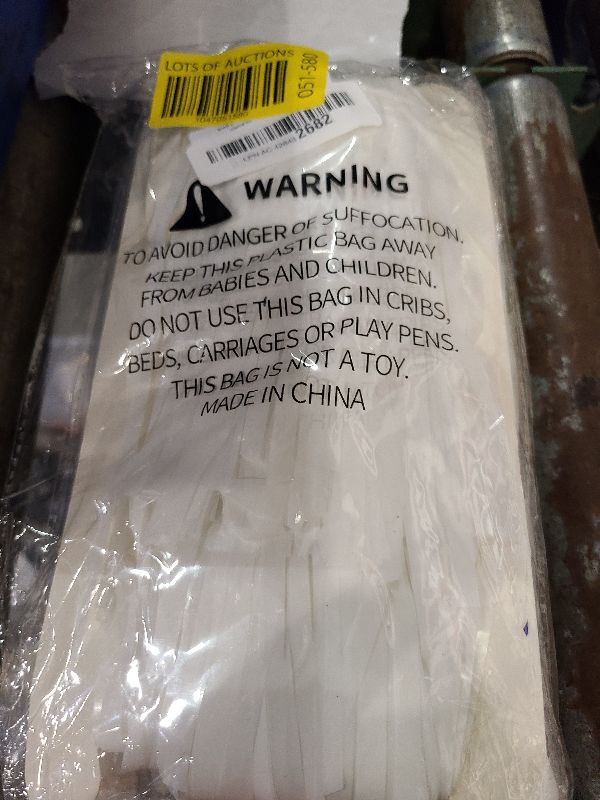 LOTS OF AUCTIONS
051-580
2682
WARNING
TO AVOID DANGER OF SUFFOCATION.
KEEP THIS PLASTIC BAG AWAY
FROM BABIES AND CHILDREN.
DO NOT USE THIS BAG IN CRIBS,
BEDS, CARRIAGES OR PLAY PENS.
THIS BAG IS NOT A TOY.
MADE IN CHINA